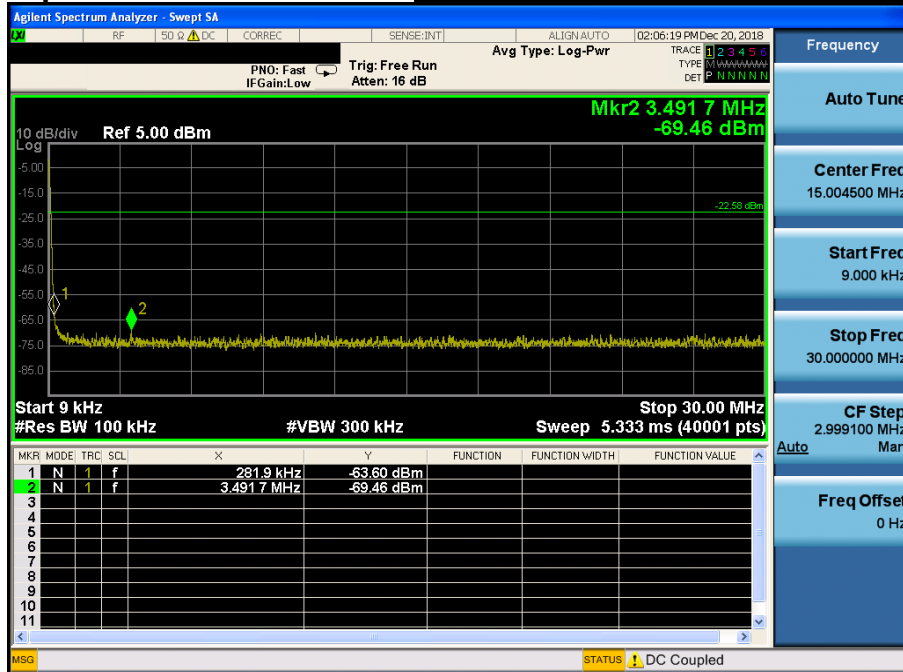 Agilent Spectrum Analyzer - Swept SA
LXI RF 50 Ω DC CORREC SENSE:INT ALIGN AUTO 02:06:19 PM Dec 20, 2018
Avg Type: Log-Pwr TRACE 1 2 3 4 5 6
PNO: Fast Trig: Free Run TYPE M W W W W W
IFGain:Low Atten: 16 dB DET P N N N N N
Mkr2 3.491 7 MHz
-69.46 dBm
10 dB/div Ref 5.00 dBm
Log
-5.00
-15.0
-22.58 dBm
-25.0
-35.0
-45.0
-55.0
1
2
-65.0
-75.0
-85.0
Start 9 kHz Stop 30.00 MHz
#Res BW 100 kHz #VBW 300 kHz Sweep 5.333 ms (40001 pts)
MKR MODE TRC SCL X Y FUNCTION FUNCTION WIDTH FUNCTION VALUE
1 N 1 f 281.9 kHz -63.60 dBm
2 N 1 f 3.491 7 MHz -69.46 dBm
3
4
5
6
7
8
9
10
11
MSG STATUS DC Coupled
Frequency
Auto Tune
Center Freq
15.004500 MHz
Start Freq
9.000 kHz
Stop Freq
30.000000 MHz
CF Step
2.999100 MHz
Auto Man
Freq Offset
0 Hz